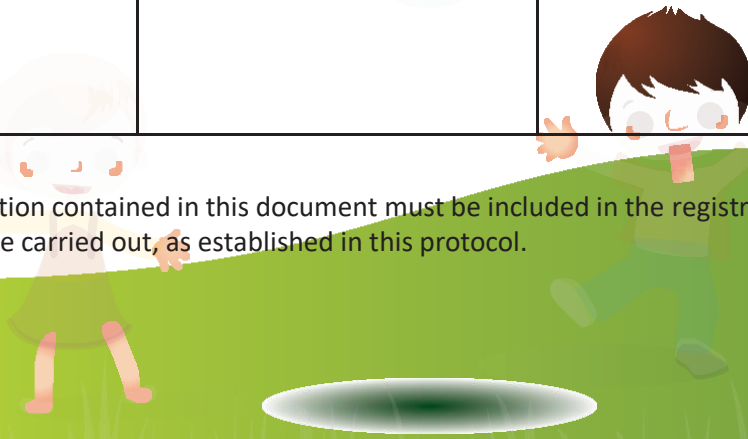 tion contained in this document must be included in the registr
e carried out, as established in this protocol.